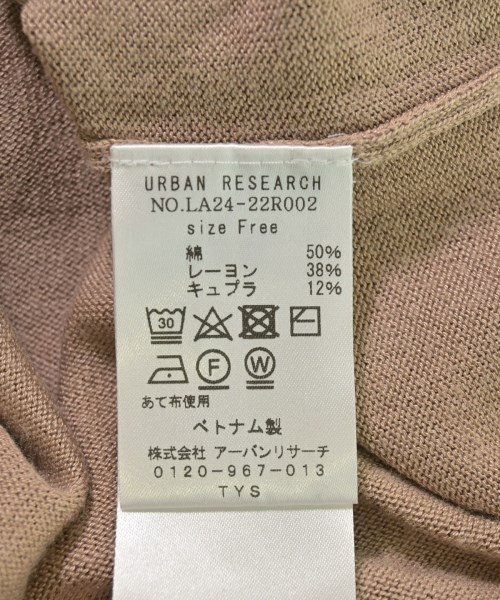 URBAN RESEARCH
NO.LA24-22R002
size Free
綿 50%
レーヨン 38%
キュプラ 12%
30
F W
あて布使用
ベトナム製
株式会社 アーバンリサーチ
0120-967-013
TYS